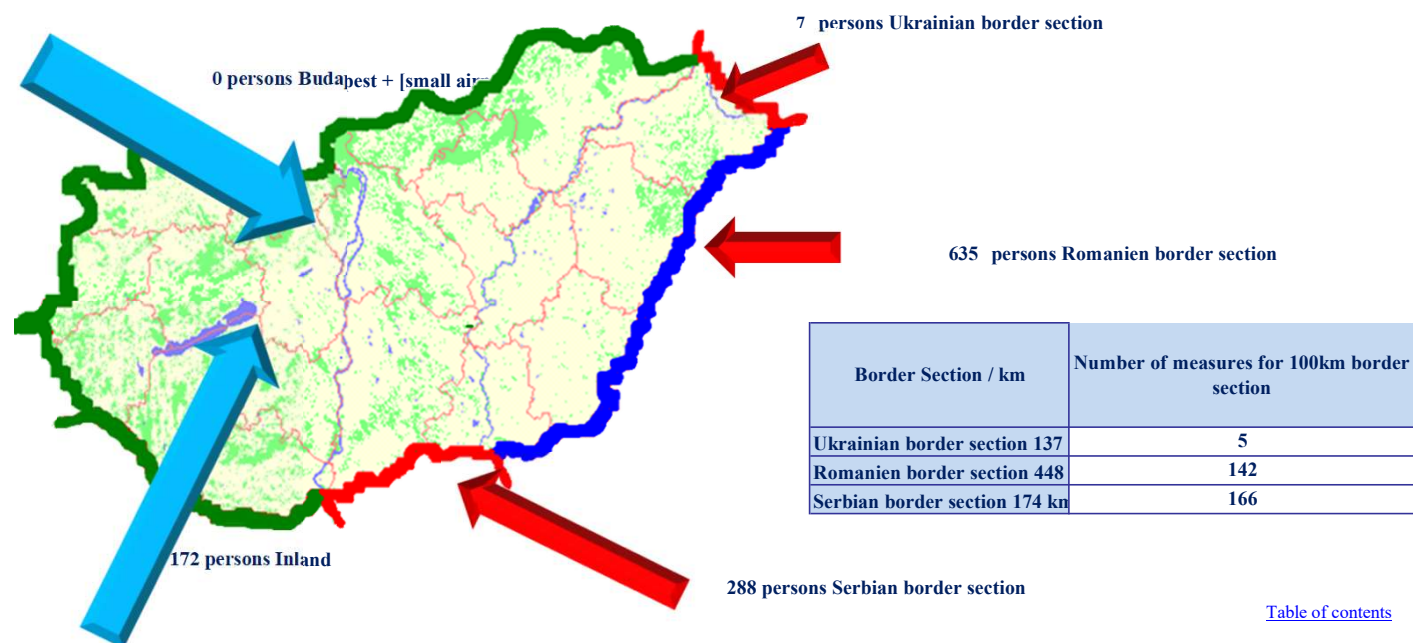 7 persons Ukrainian border section
0 persons Budapest + [small air
635 persons Romanien border section
Border Section / km
Number of measures for 100km border
section
Ukrainian border section 137
5
Romanien border section 448
142
Serbian border section 174 km
166
172 persons Inland
288 persons Serbian border section
Table of contents